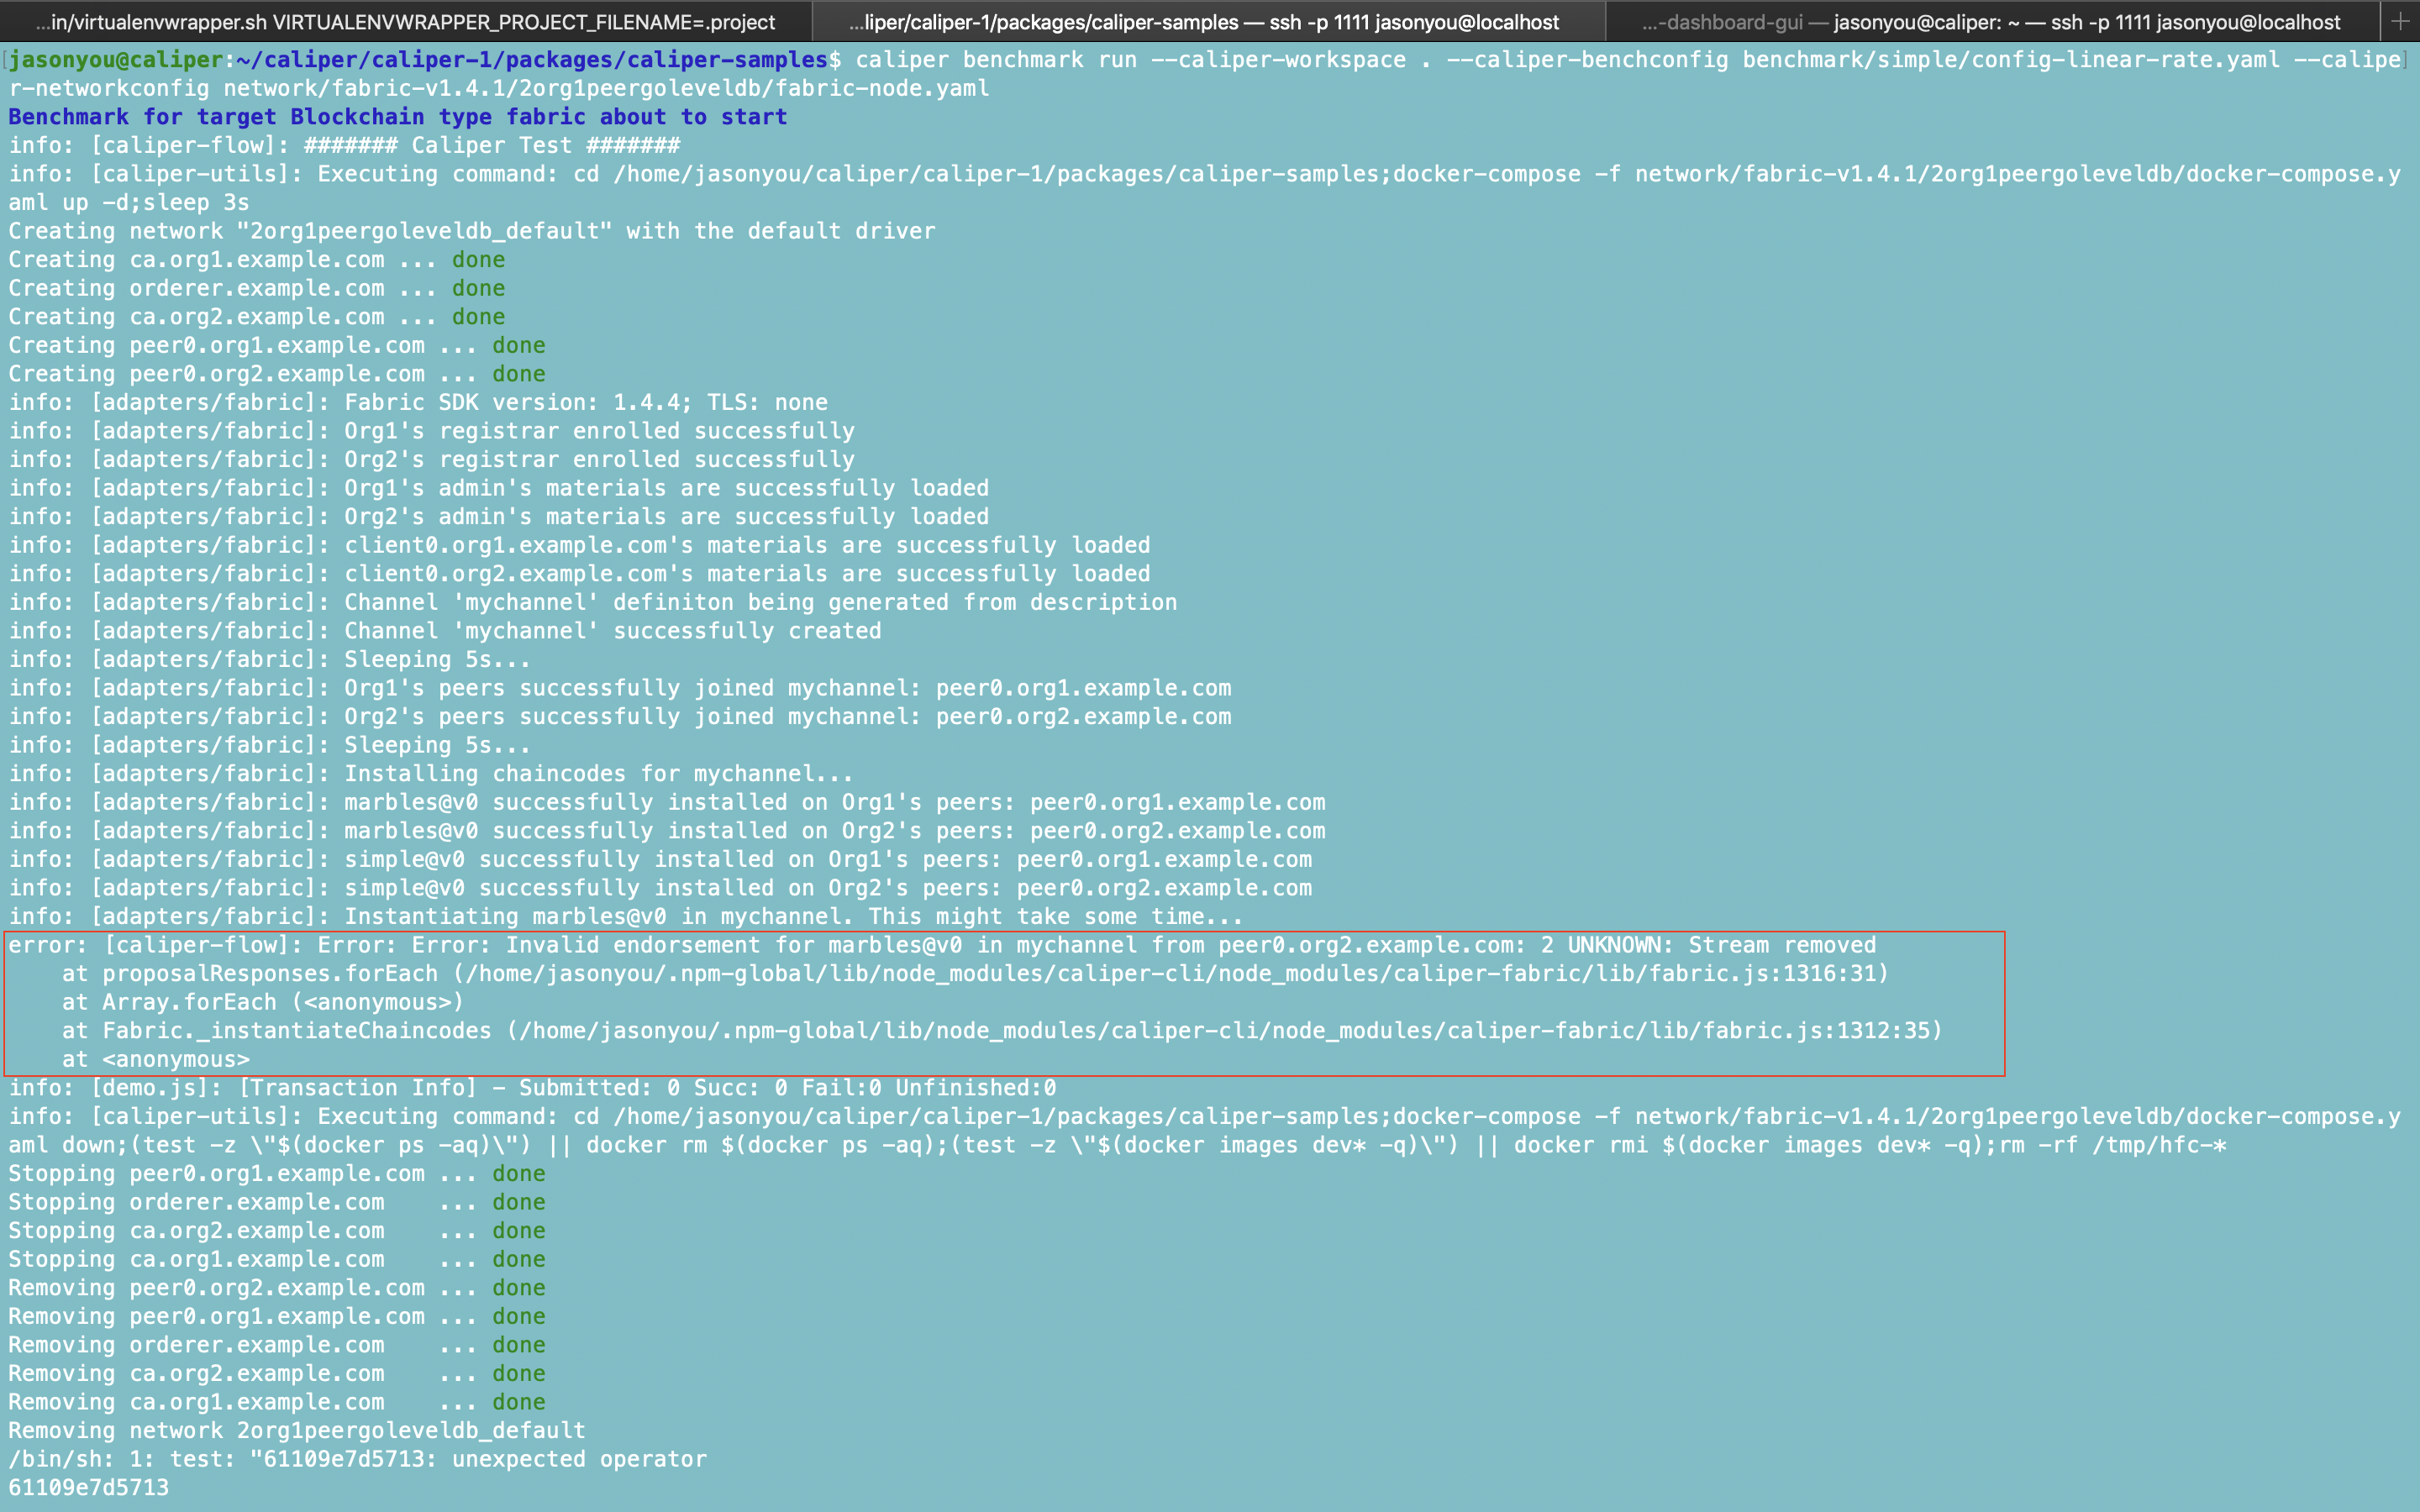 ...in/virtualenvwrapper.sh VIRTUALENVWRAPPER_PROJECT_FILENAME=.project
...liper/caliper-1/packages/caliper-samples — ssh -p 1111 jasonyou@localhost
...-dashboard-gui — jasonyou@caliper: ~ — ssh -p 1111 jasonyou@localhost
[jasonyou@caliper:~/caliper/caliper-1/packages/caliper-samples$ caliper benchmark run --caliper-workspace . --caliper-benchconfig benchmark/simple/config-linear-rate.yaml --calipe]
r-networkconfig network/fabric-v1.4.1/2org1peergoleveldb/fabric-node.yaml
Benchmark for target Blockchain type fabric about to start
info: [caliper-flow]: ####### Caliper Test #######
info: [caliper-utils]: Executing command: cd /home/jasonyou/caliper/caliper-1/packages/caliper-samples;docker-compose -f network/fabric-v1.4.1/2org1peergoleveldb/docker-compose.y
aml up -d;sleep 3s
Creating network "2org1peergoleveldb_default" with the default driver
Creating ca.org1.example.com ... done
Creating orderer.example.com ... done
Creating ca.org2.example.com ... done
Creating peer0.org1.example.com ... done
Creating peer0.org2.example.com ... done
info: [adapters/fabric]: Fabric SDK version: 1.4.4; TLS: none
info: [adapters/fabric]: Org1's registrar enrolled successfully
info: [adapters/fabric]: Org2's registrar enrolled successfully
info: [adapters/fabric]: Org1's admin's materials are successfully loaded
info: [adapters/fabric]: Org2's admin's materials are successfully loaded
info: [adapters/fabric]: client0.org1.example.com's materials are successfully loaded
info: [adapters/fabric]: client0.org2.example.com's materials are successfully loaded
info: [adapters/fabric]: Channel 'mychannel' definiton being generated from description
info: [adapters/fabric]: Channel 'mychannel' successfully created
info: [adapters/fabric]: Sleeping 5s...
info: [adapters/fabric]: Org1's peers successfully joined mychannel: peer0.org1.example.com
info: [adapters/fabric]: Org2's peers successfully joined mychannel: peer0.org2.example.com
info: [adapters/fabric]: Sleeping 5s...
info: [adapters/fabric]: Installing chaincodes for mychannel...
info: [adapters/fabric]: marbles@v0 successfully installed on Org1's peers: peer0.org1.example.com
info: [adapters/fabric]: marbles@v0 successfully installed on Org2's peers: peer0.org2.example.com
info: [adapters/fabric]: simple@v0 successfully installed on Org1's peers: peer0.org1.example.com
info: [adapters/fabric]: simple@v0 successfully installed on Org2's peers: peer0.org2.example.com
info: [adapters/fabric]: Instantiating marbles@v0 in mychannel. This might take some time...
error: [caliper-flow]: Error: Error: Invalid endorsement for marbles@v0 in mychannel from peer0.org2.example.com: 2 UNKNOWN: Stream removed
    at proposalResponses.forEach (/home/jasonyou/.npm-global/lib/node_modules/caliper-cli/node_modules/caliper-fabric/lib/fabric.js:1316:31)
    at Array.forEach (<anonymous>)
    at Fabric._instantiateChaincodes (/home/jasonyou/.npm-global/lib/node_modules/caliper-cli/node_modules/caliper-fabric/lib/fabric.js:1312:35)
    at <anonymous>
info: [demo.js]: [Transaction Info] - Submitted: 0 Succ: 0 Fail:0 Unfinished:0
info: [caliper-utils]: Executing command: cd /home/jasonyou/caliper/caliper-1/packages/caliper-samples;docker-compose -f network/fabric-v1.4.1/2org1peergoleveldb/docker-compose.y
aml down;(test -z \"$(docker ps -aq)\") || docker rm $(docker ps -aq);(test -z \"$(docker images dev* -q)\") || docker rmi $(docker images dev* -q);rm -rf /tmp/hfc-*
Stopping peer0.org1.example.com ... done
Stopping orderer.example.com    ... done
Stopping ca.org2.example.com    ... done
Stopping ca.org1.example.com    ... done
Removing peer0.org2.example.com ... done
Removing peer0.org1.example.com ... done
Removing orderer.example.com    ... done
Removing ca.org2.example.com    ... done
Removing ca.org1.example.com    ... done
Removing network 2org1peergoleveldb_default
/bin/sh: 1: test: "61109e7d5713: unexpected operator
61109e7d5713